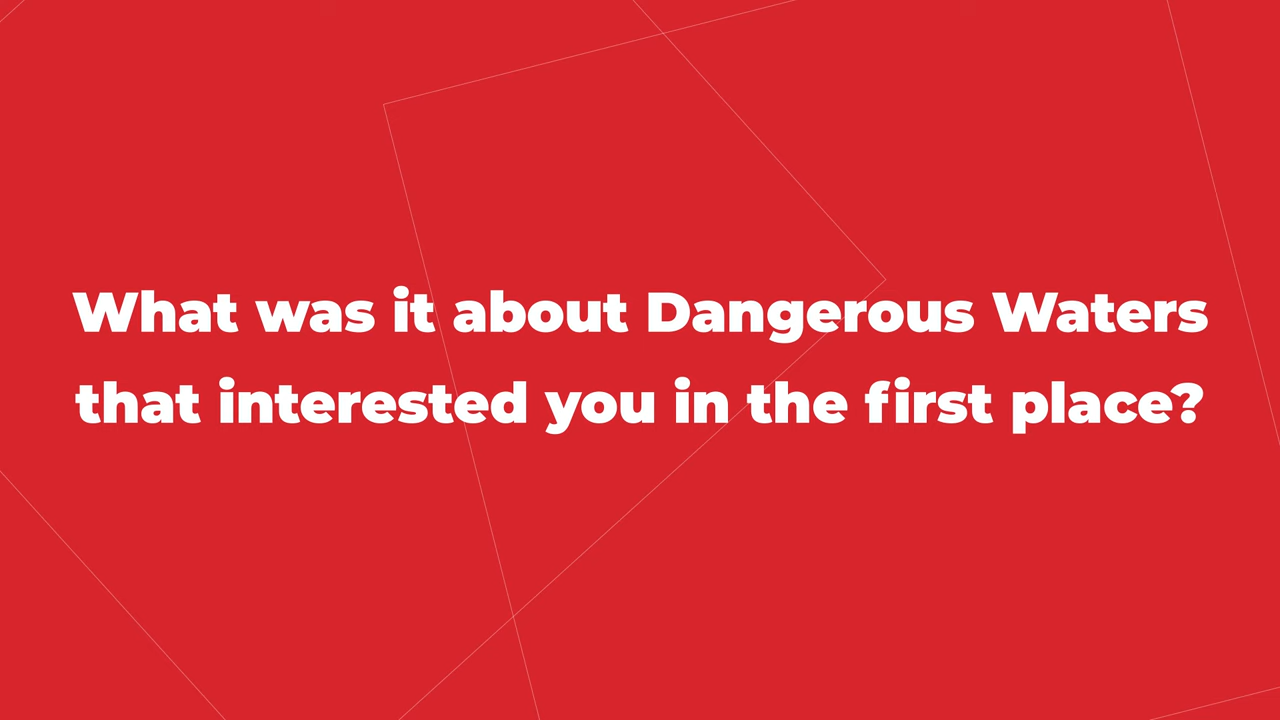 What was it about Dangerous Waters
that interested you in the first place?